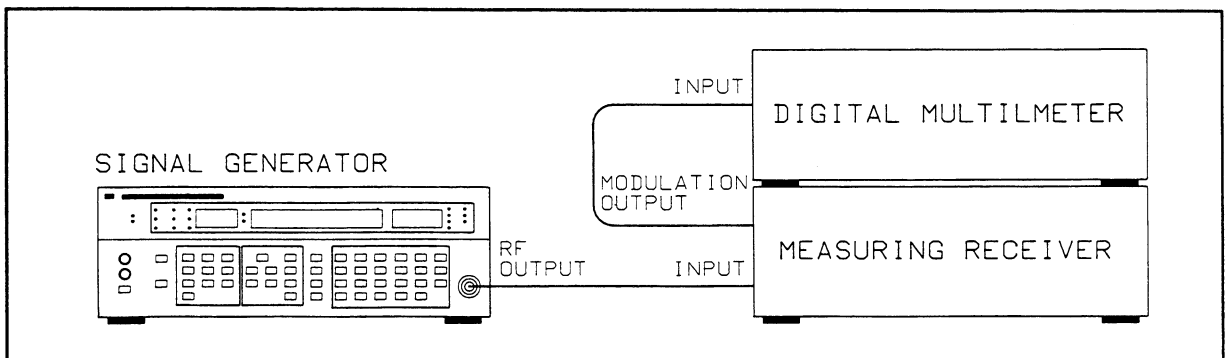 INPUT
DIGITAL MULTILMETER
SIGNAL GENERATOR
MODULATION
OUTPUT
MEASURING RECEIVER
RF
OUTPUT
INPUT